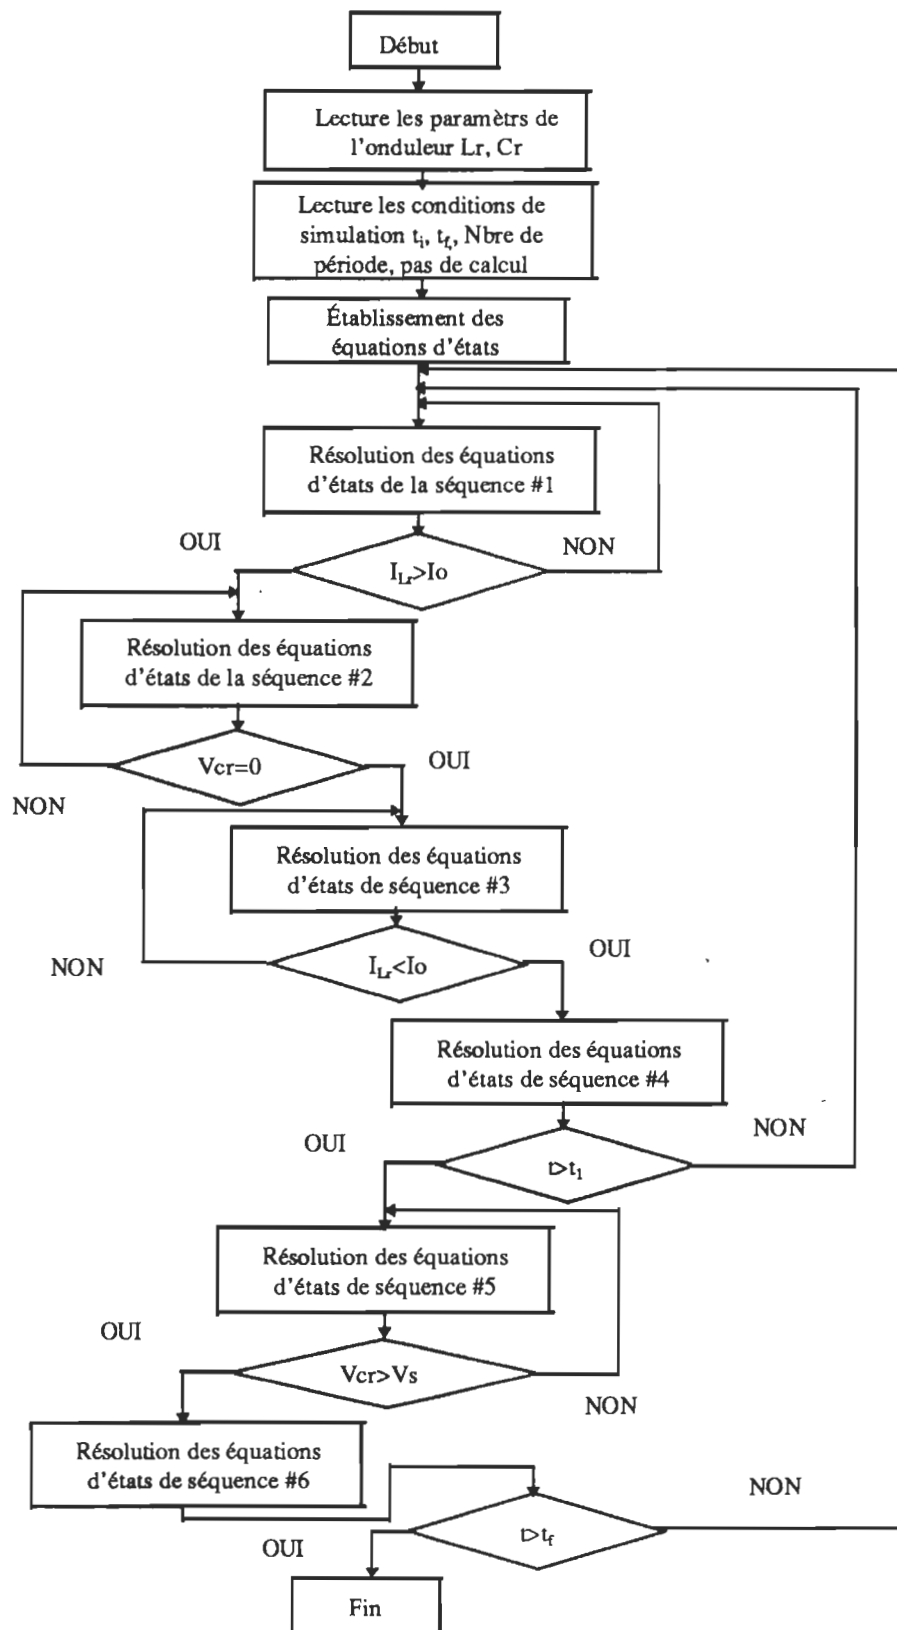 Début
Lecture les paramètrs de
l'onduleur Lr, Cr
Lecture les conditions de
simulation tᵢ, t_f, Nbre de
période, pas de calcul
Établissement des
équations d'états
Résolution des équations
d'états de la séquence #1
OUI
NON
I_Lr>Io
Résolution des équations
d'états de la séquence #2
Vcr=0
OUI
NON
Résolution des équations
d'états de séquence #3
OUI
NON
I_Lr<Io
Résolution des équations
d'états de séquence #4
NON
OUI
t>t₁
Résolution des équations
d'états de séquence #5
OUI
Vcr>Vs
NON
Résolution des équations
d'états de séquence #6
NON
t>t_f
OUI
Fin